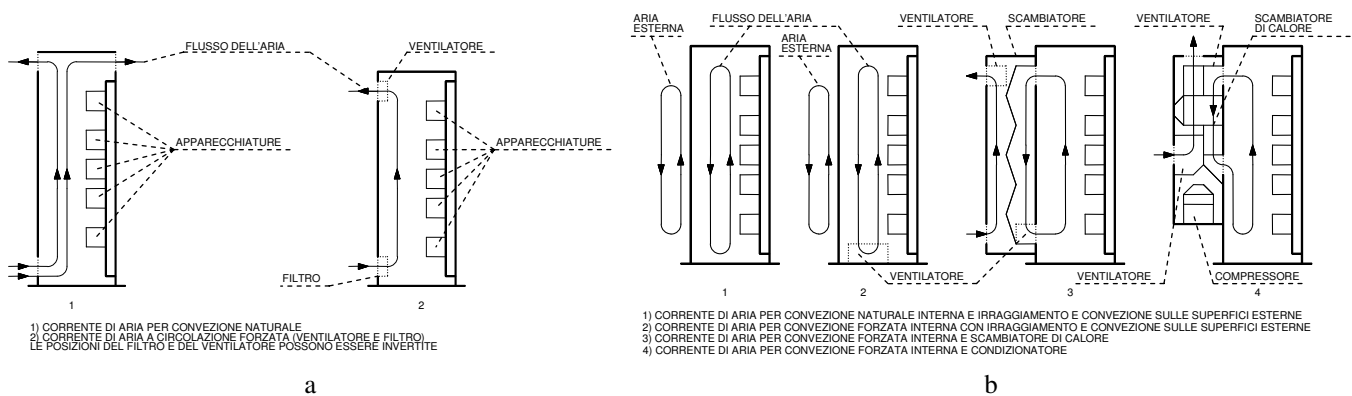 FLUSSO DELL'ARIA
VENTILATORE
APPARECCHIATURE
APPARECCHIATURE
FILTRO
1
2
1) CORRENTE DI ARIA PER CONVEZIONE NATURALE
2) CORRENTE DI ARIA A CIRCOLAZIONE FORZATA (VENTILATORE E FILTRO)
LE POSIZIONI DEL FILTRO E DEL VENTILATORE POSSONO ESSERE INVERTITE
a
ARIA
ESTERNA
FLUSSO DELL'ARIA
ARIA
ESTERNA
VENTILATORE
SCAMBIATORE
VENTILATORE
SCAMBIATORE
DI CALORE
VENTILATORE
VENTILATORE
COMPRESSORE
1
2
3
4
1) CORRENTE DI ARIA PER CONVEZIONE NATURALE INTERNA E IRRAGGIAMENTO E CONVEZIONE SULLE SUPERFICI ESTERNE
2) CORRENTE DI ARIA PER CONVEZIONE FORZATA INTERNA CON IRRAGGIAMENTO E CONVEZIONE SULLE SUPERFICI ESTERNE
3) CORRENTE DI ARIA PER CONVEZIONE FORZATA INTERNA E SCAMBIATORE DI CALORE
4) CORRENTE DI ARIA PER CONVEZIONE FORZATA INTERNA E CONDIZIONATORE
b